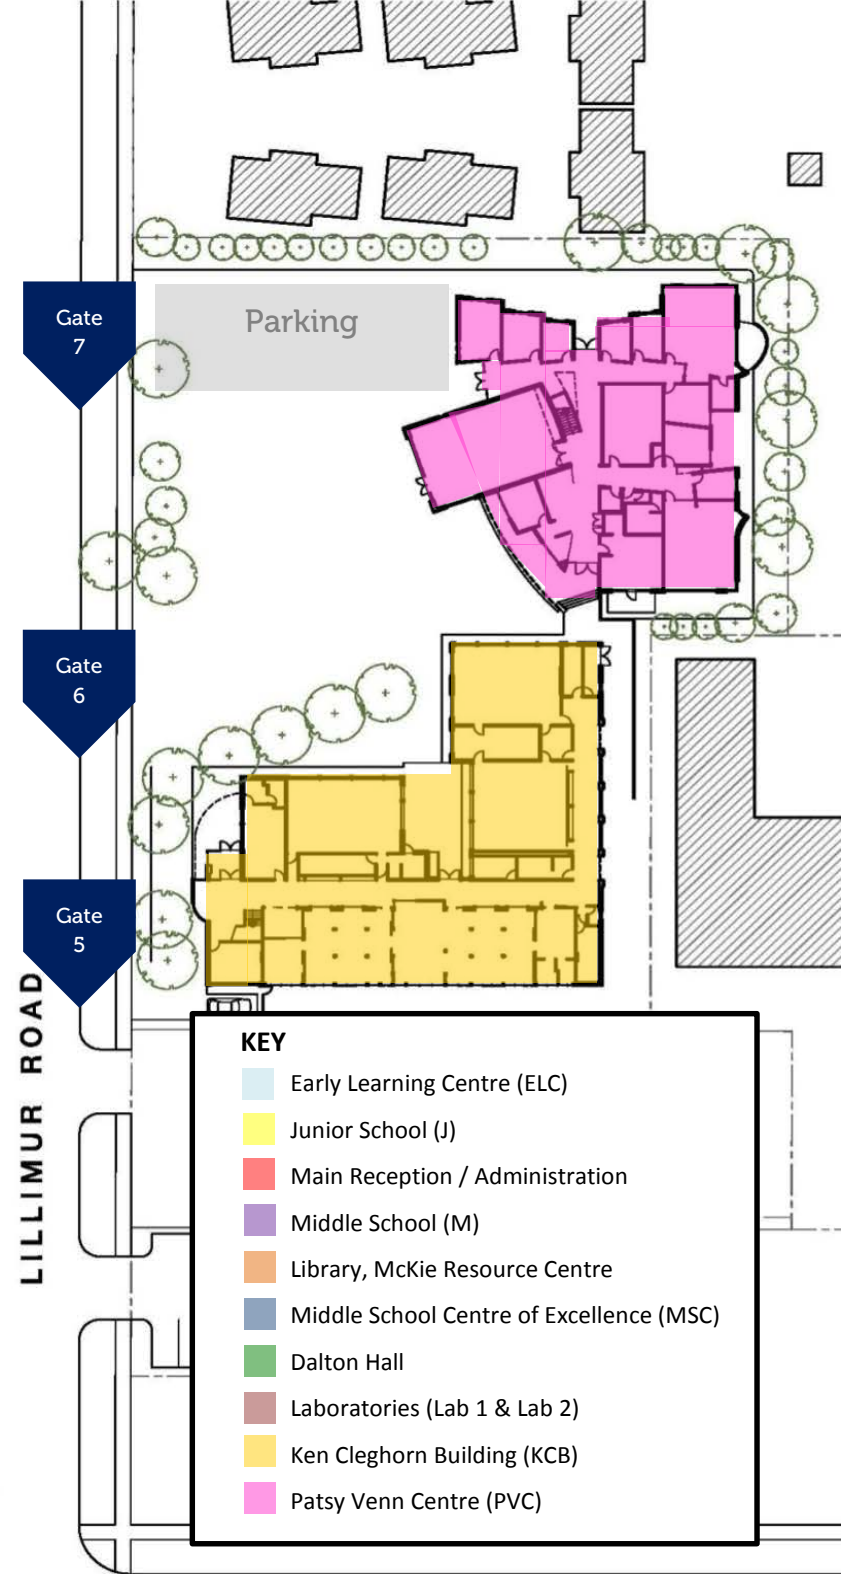 Gate
7
Parking
Gate
6
Gate
5
LILLIMUR ROAD
KEY
Early Learning Centre (ELC)
Junior School (J)
Main Reception / Administration
Middle School (M)
Library, McKie Resource Centre
Middle School Centre of Excellence (MSC)
Dalton Hall
Laboratories (Lab 1 & Lab 2)
Ken Cleghorn Building (KCB)
Patsy Venn Centre (PVC)